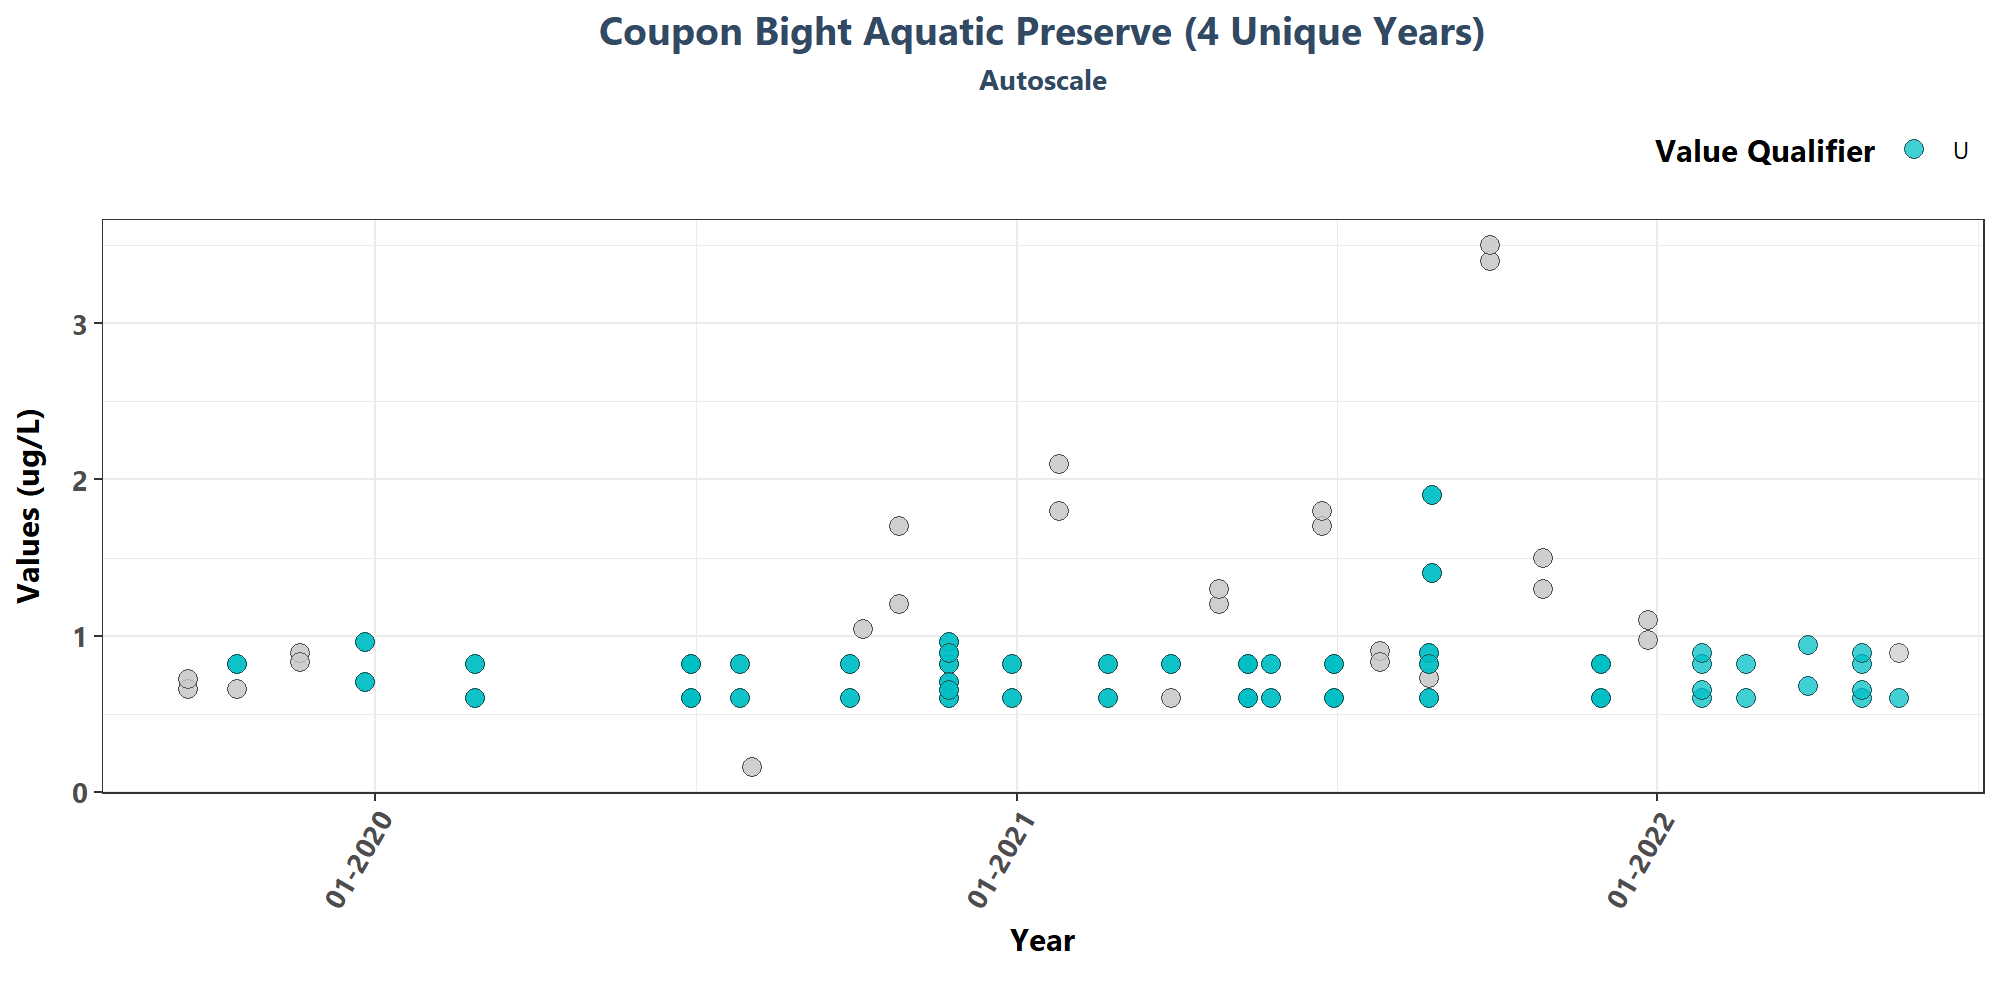 Coupon Bight Aquatic Preserve (4 Unique Years)
Autoscale
Value Qualifier U
Values (ug/L)
3
2
1
0
01-2020
01-2021
01-2022
Year